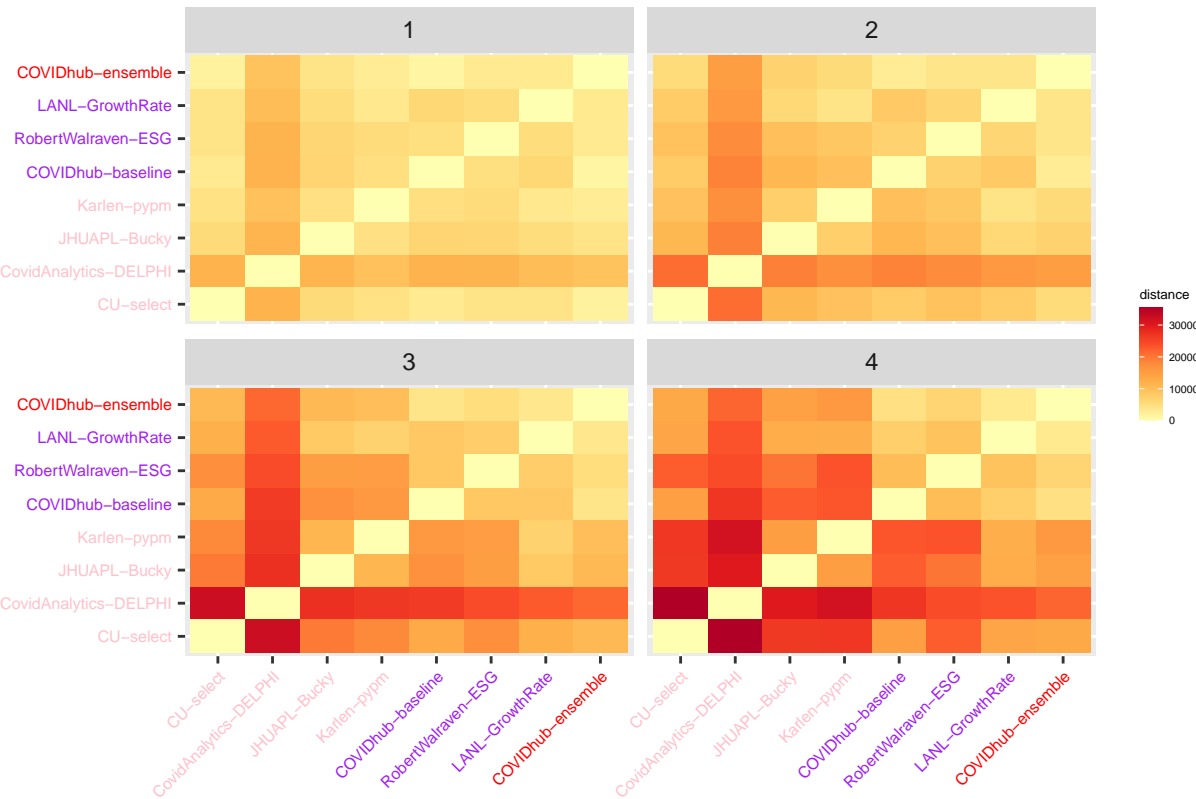 1
2
COVIDhub−ensemble
LANL−GrowthRate
RobertWalraven−ESG
COVIDhub−baseline
Karlen−pypm
JHUAPL−Bucky
CovidAnalytics−DELPHI
CU−select
distance
30000
20000
10000
0
3
4
COVIDhub−ensemble
LANL−GrowthRate
RobertWalraven−ESG
COVIDhub−baseline
Karlen−pypm
JHUAPL−Bucky
CovidAnalytics−DELPHI
CU−select
CU−select
CovidAnalytics−DELPHI
JHUAPL−Bucky
Karlen−pypm
COVIDhub−baseline
RobertWalraven−ESG
LANL−GrowthRate
COVIDhub−ensemble
CU−select
CovidAnalytics−DELPHI
JHUAPL−Bucky
Karlen−pypm
COVIDhub−baseline
RobertWalraven−ESG
LANL−GrowthRate
COVIDhub−ensemble